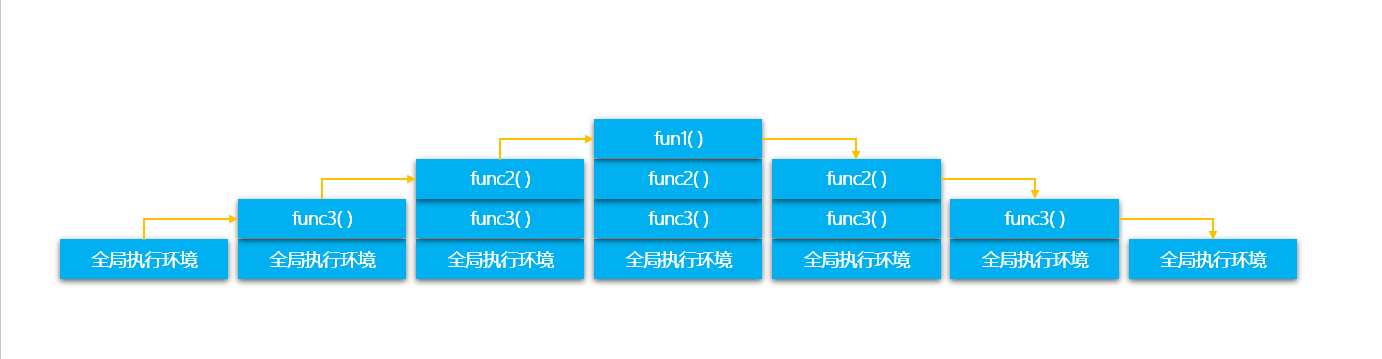 fun1( )
func2( )
func2( )
func2( )
func3( )
func3( )
func3( )
func3( )
func3( )
全局执行环境
全局执行环境
全局执行环境
全局执行环境
全局执行环境
全局执行环境
全局执行环境